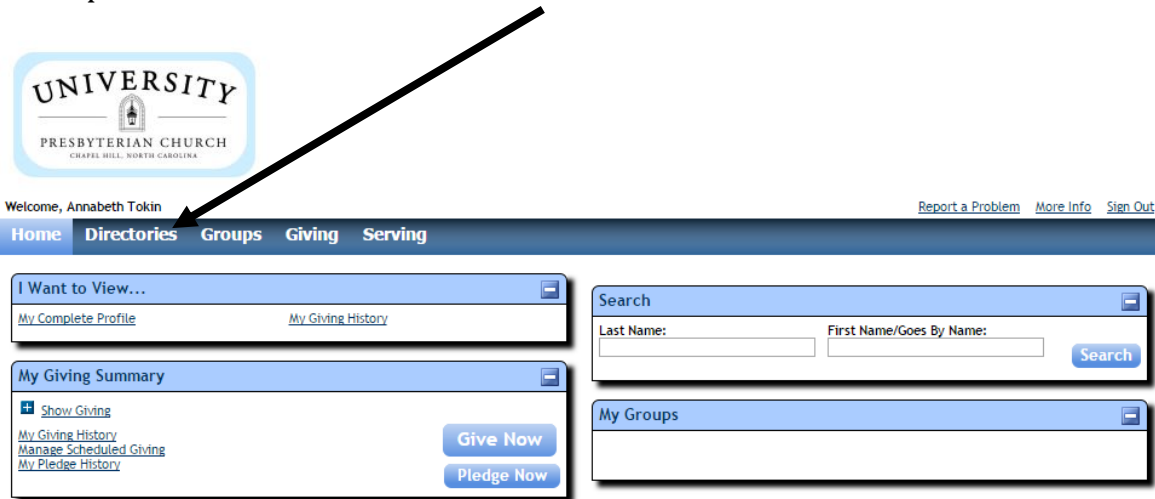 UNIVERSITY
PRESBYTERIAN CHURCH
CHAPEL HILL, NORTH CAROLINA
Welcome, Annabeth Tokin
Report a Problem More Info Sign Out
Home Directories Groups Giving Serving
I Want to View...
My Complete Profile My Giving History
Search
Last Name: First Name/Goes By Name:
Search
My Giving Summary
Show Giving
My Giving History
Manage Scheduled Giving
My Pledge History
Give Now
Pledge Now
My Groups